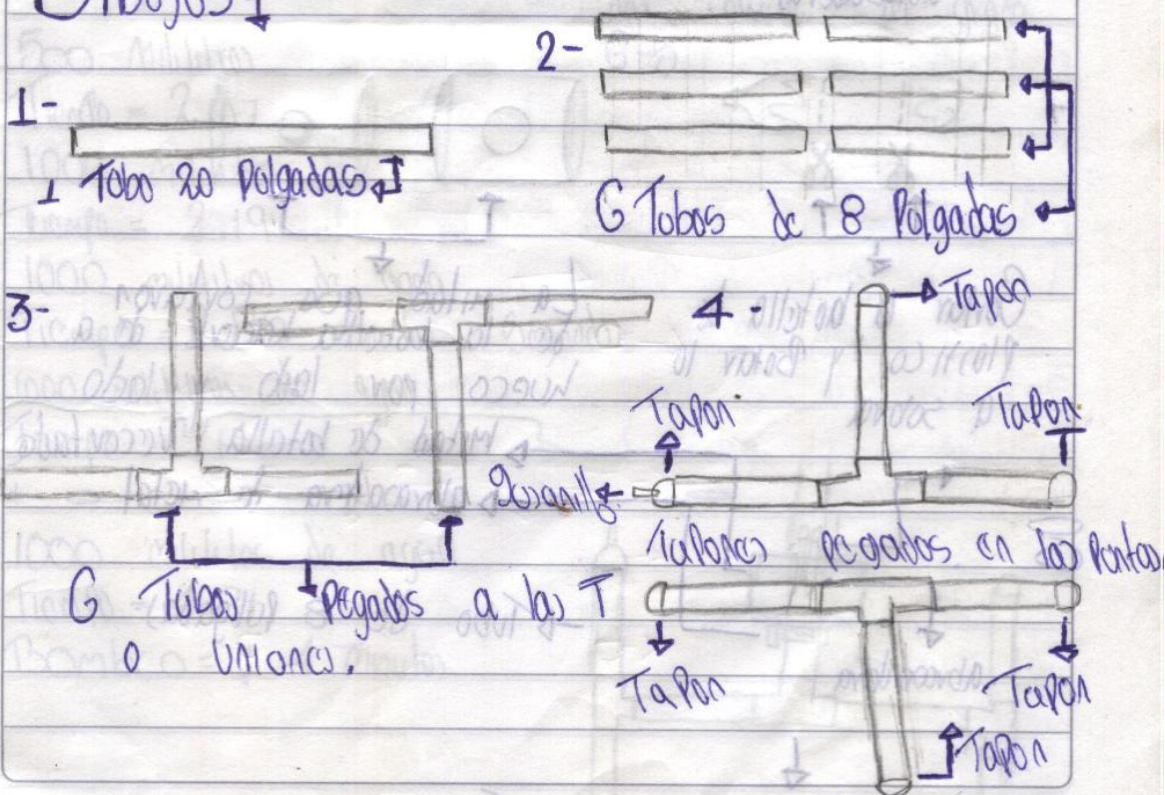 Dibujos
1-
1 Tubo 20 Pulgadas
2-
6 Tubos de 8 Pulgadas
3-
6 Tubos pegados a las T
o Uniones.
4-
Tapon
Tapon
Tapon
Tapones pegados en las Puntas.
Tapon
Tapon
Tapon